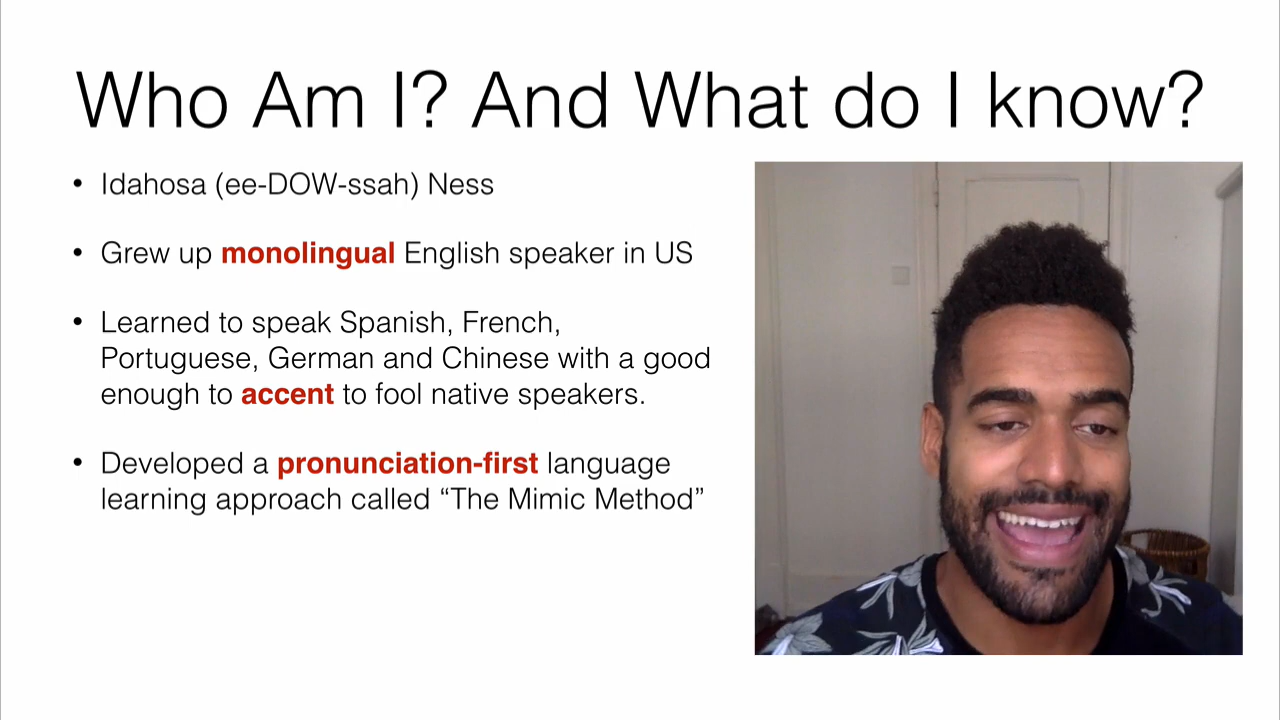 Who Am I? And What do I know?
• Idahosa (ee-DOW-ssah) Ness
• Grew up monolingual English speaker in US
• Learned to speak Spanish, French,
Portuguese, German and Chinese with a good
enough to accent to fool native speakers.
• Developed a pronunciation-first language
learning approach called “The Mimic Method”